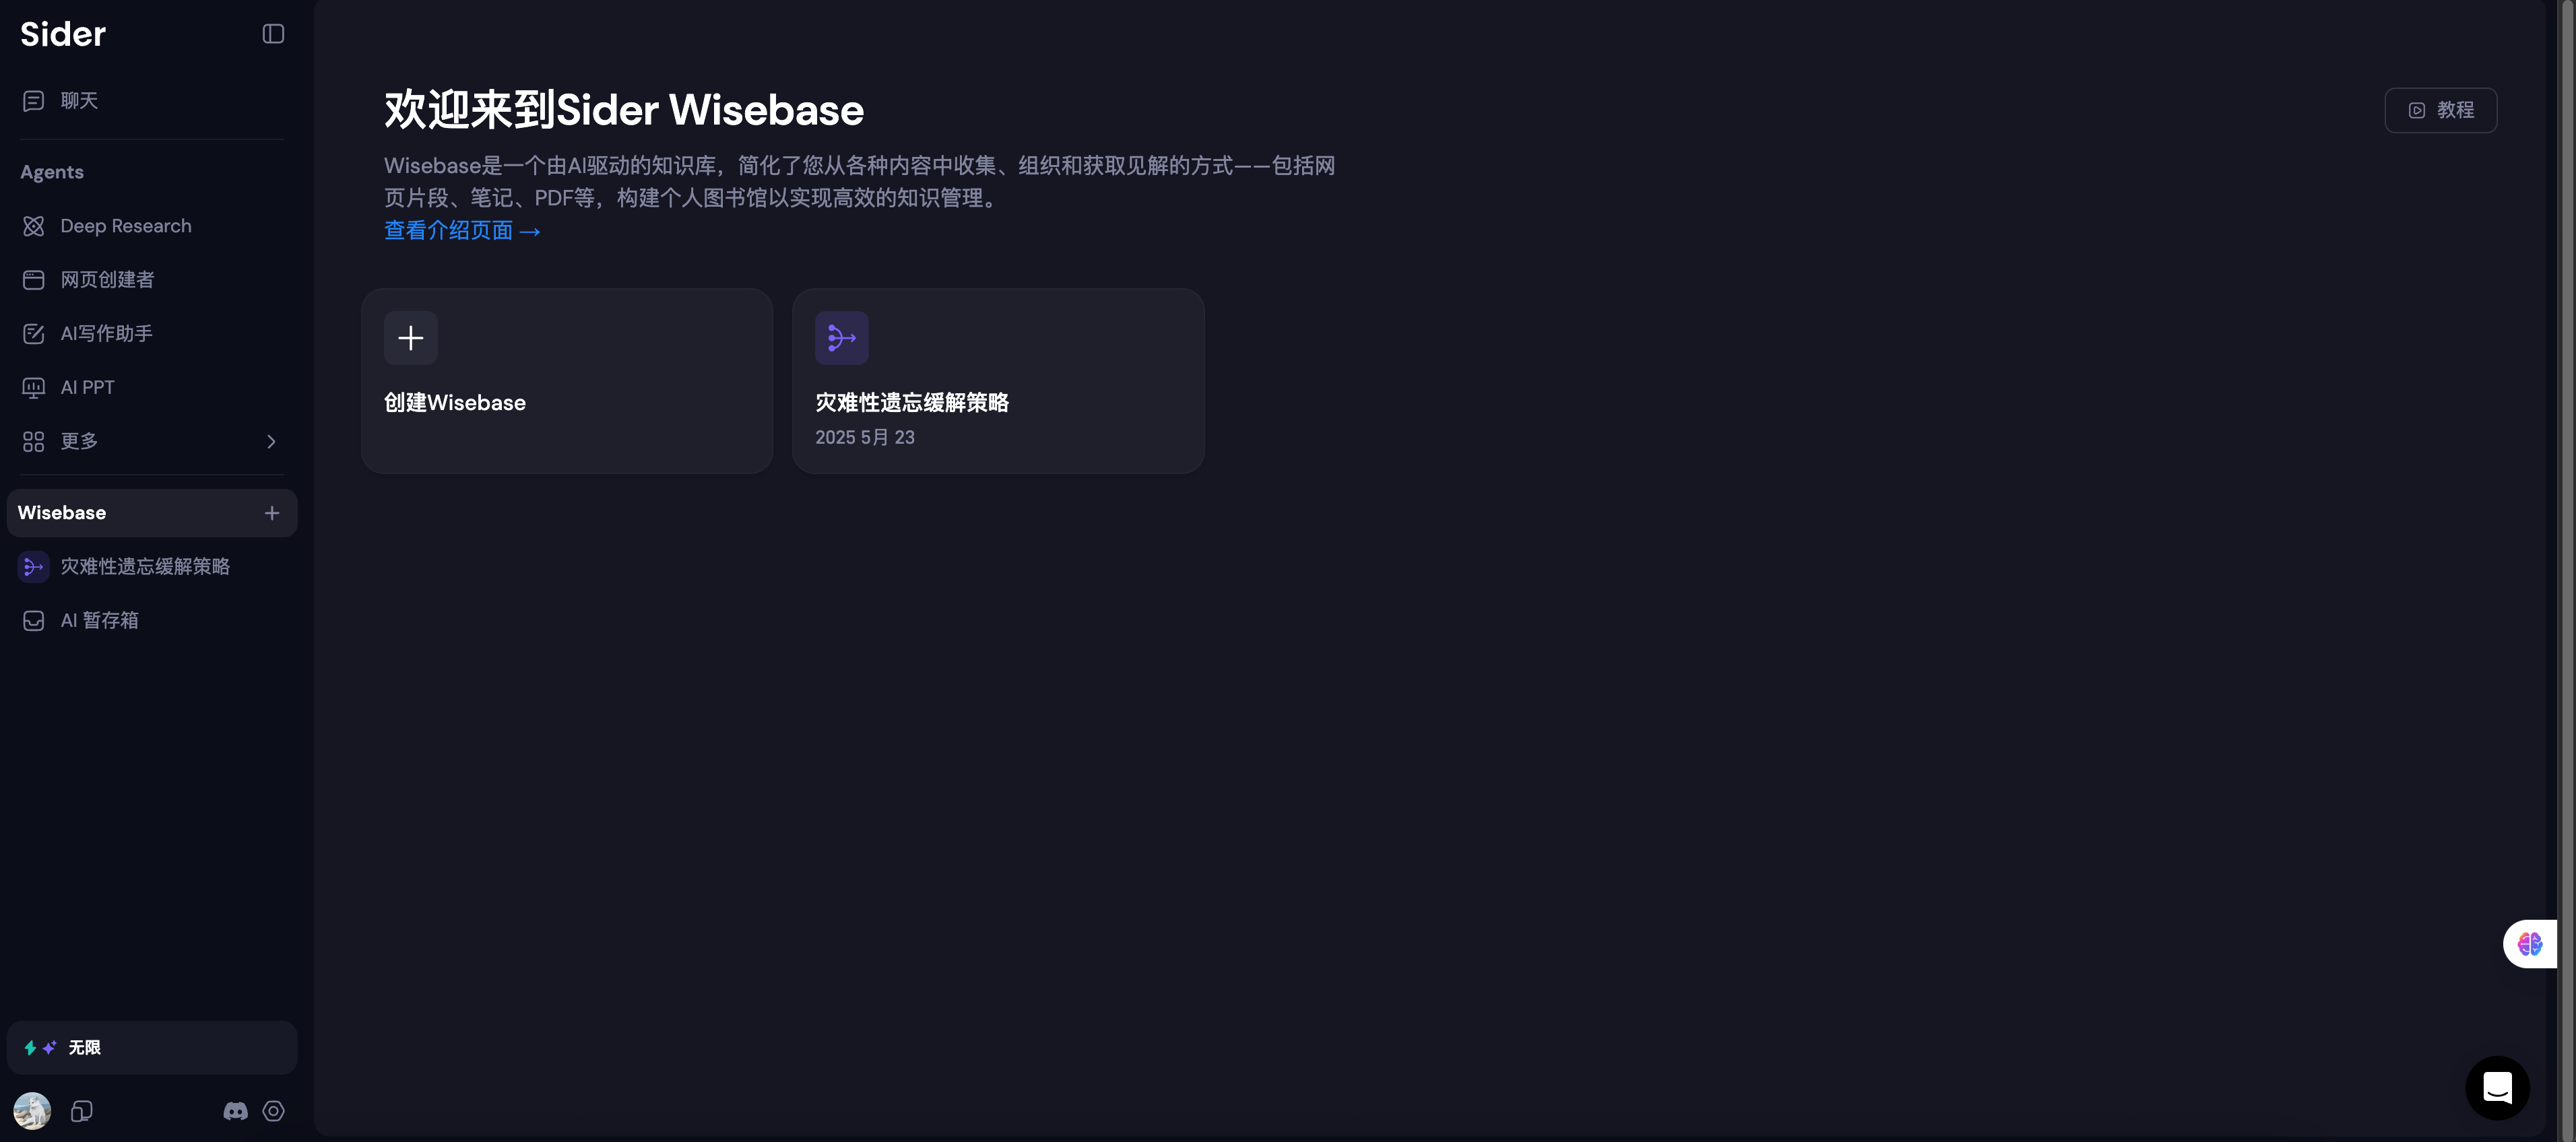 Sider
聊天
Agents
Deep Research
网页创建者
AI写作助手
AI PPT
更多
Wisebase
灾难性遗忘缓解策略
AI 暂存箱
无限
欢迎来到Sider Wisebase
教程
Wisebase是一个由AI驱动的知识库，简化了您从各种内容中收集、组织和获取见解的方式——包括网
页片段、笔记、PDF等，构建个人图书馆以实现高效的知识管理。
查看介绍页面 →
创建Wisebase
灾难性遗忘缓解策略
2025 5月 23